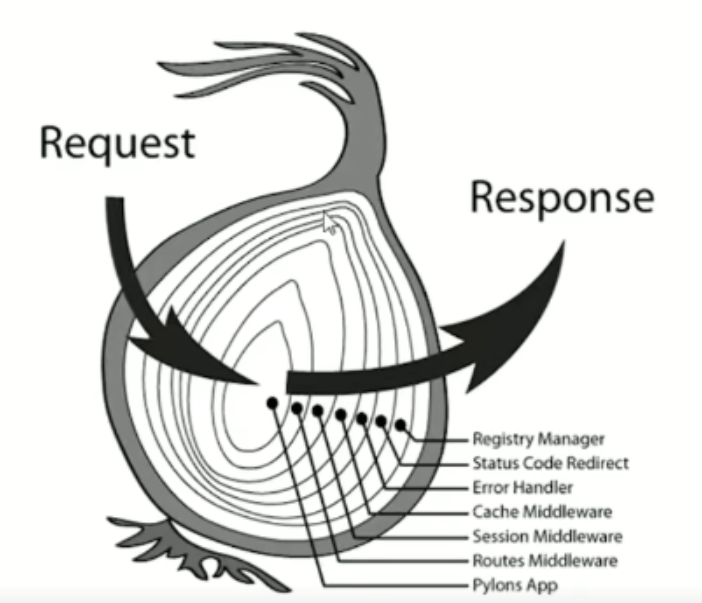 Request
Response
Registry Manager
Status Code Redirect
Error Handler
Cache Middleware
Session Middleware
Routes Middleware
Pylons App